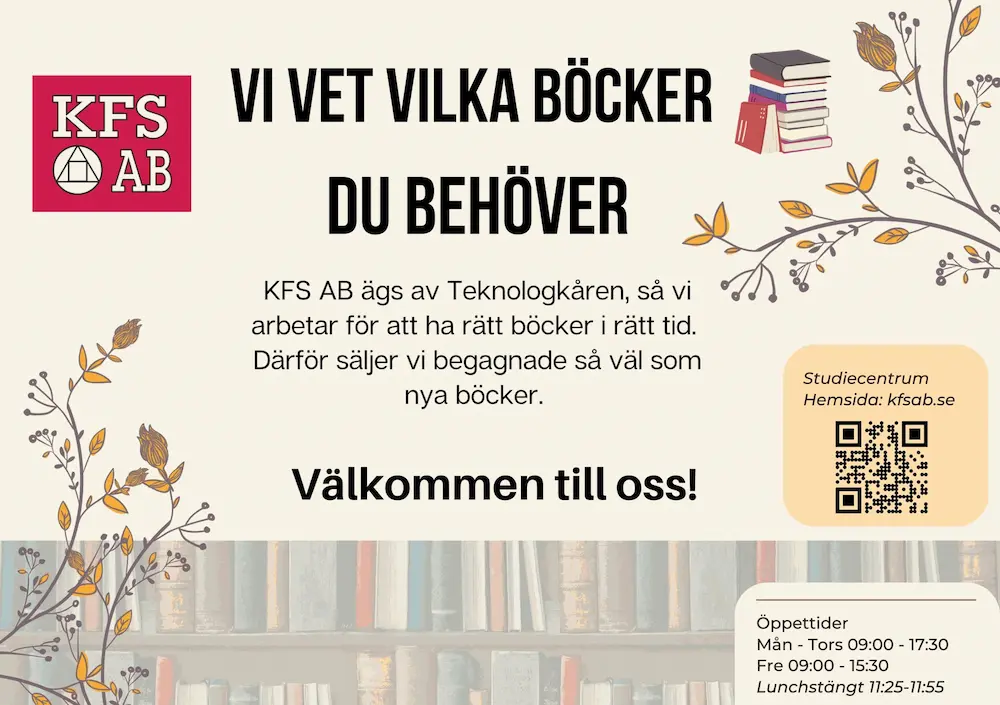 KFS
AB
VI VET VILKA BÖCKER
DU BEHÖVER
KFS AB ägs av Teknologkåren, så vi
arbetar för att ha rätt böcker i rätt tid.
Därför säljer vi begagnade så väl som
nya böcker.
Välkommen till oss!
Studiecentrum
Hemsida: kfsab.se
Öppettider
Mån - Tors 09:00 - 17:30
Fre 09:00 - 15:30
Lunchstängt 11:25-11:55